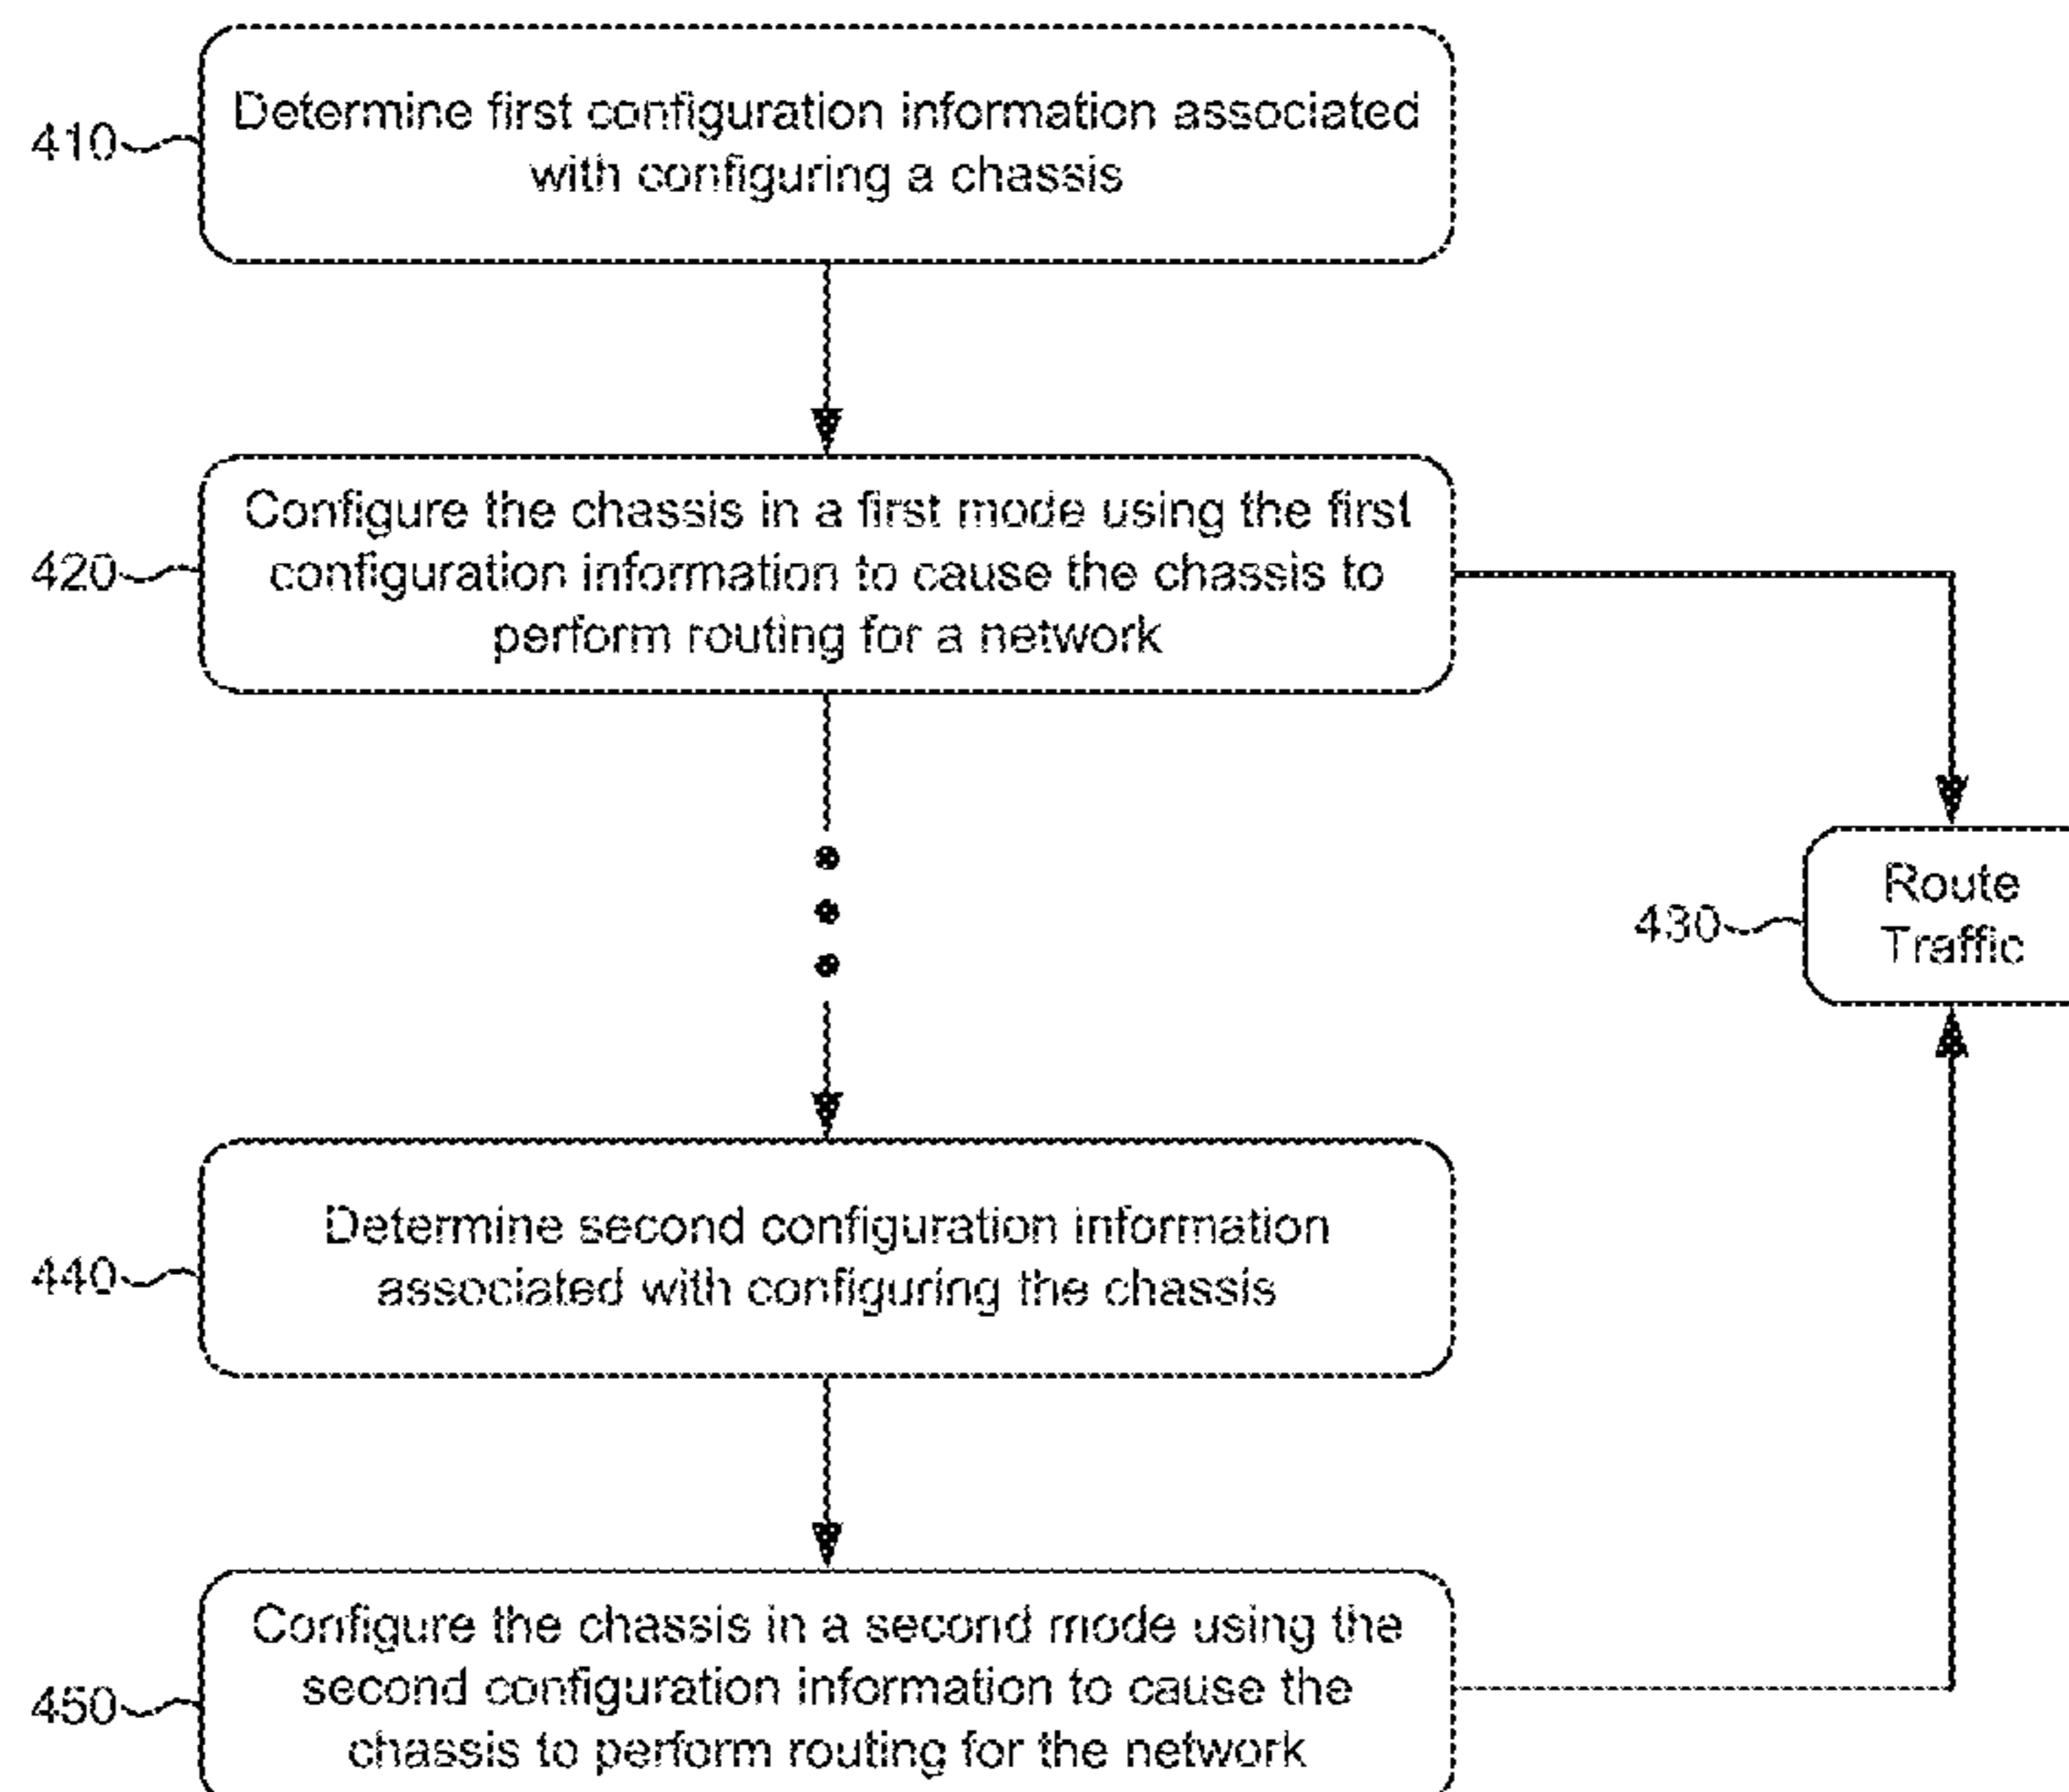 410
Determine first configuration information associated
with configuring a chassis
420
Configure the chassis in a first mode using the first
configuration information to cause the chassis to
perform routing for a network
430
Route
Traffic
440
Determine second configuration information
associated with configuring the chassis
450
Configure the chassis in a second mode using the
second configuration information to cause the
chassis to perform routing for the network